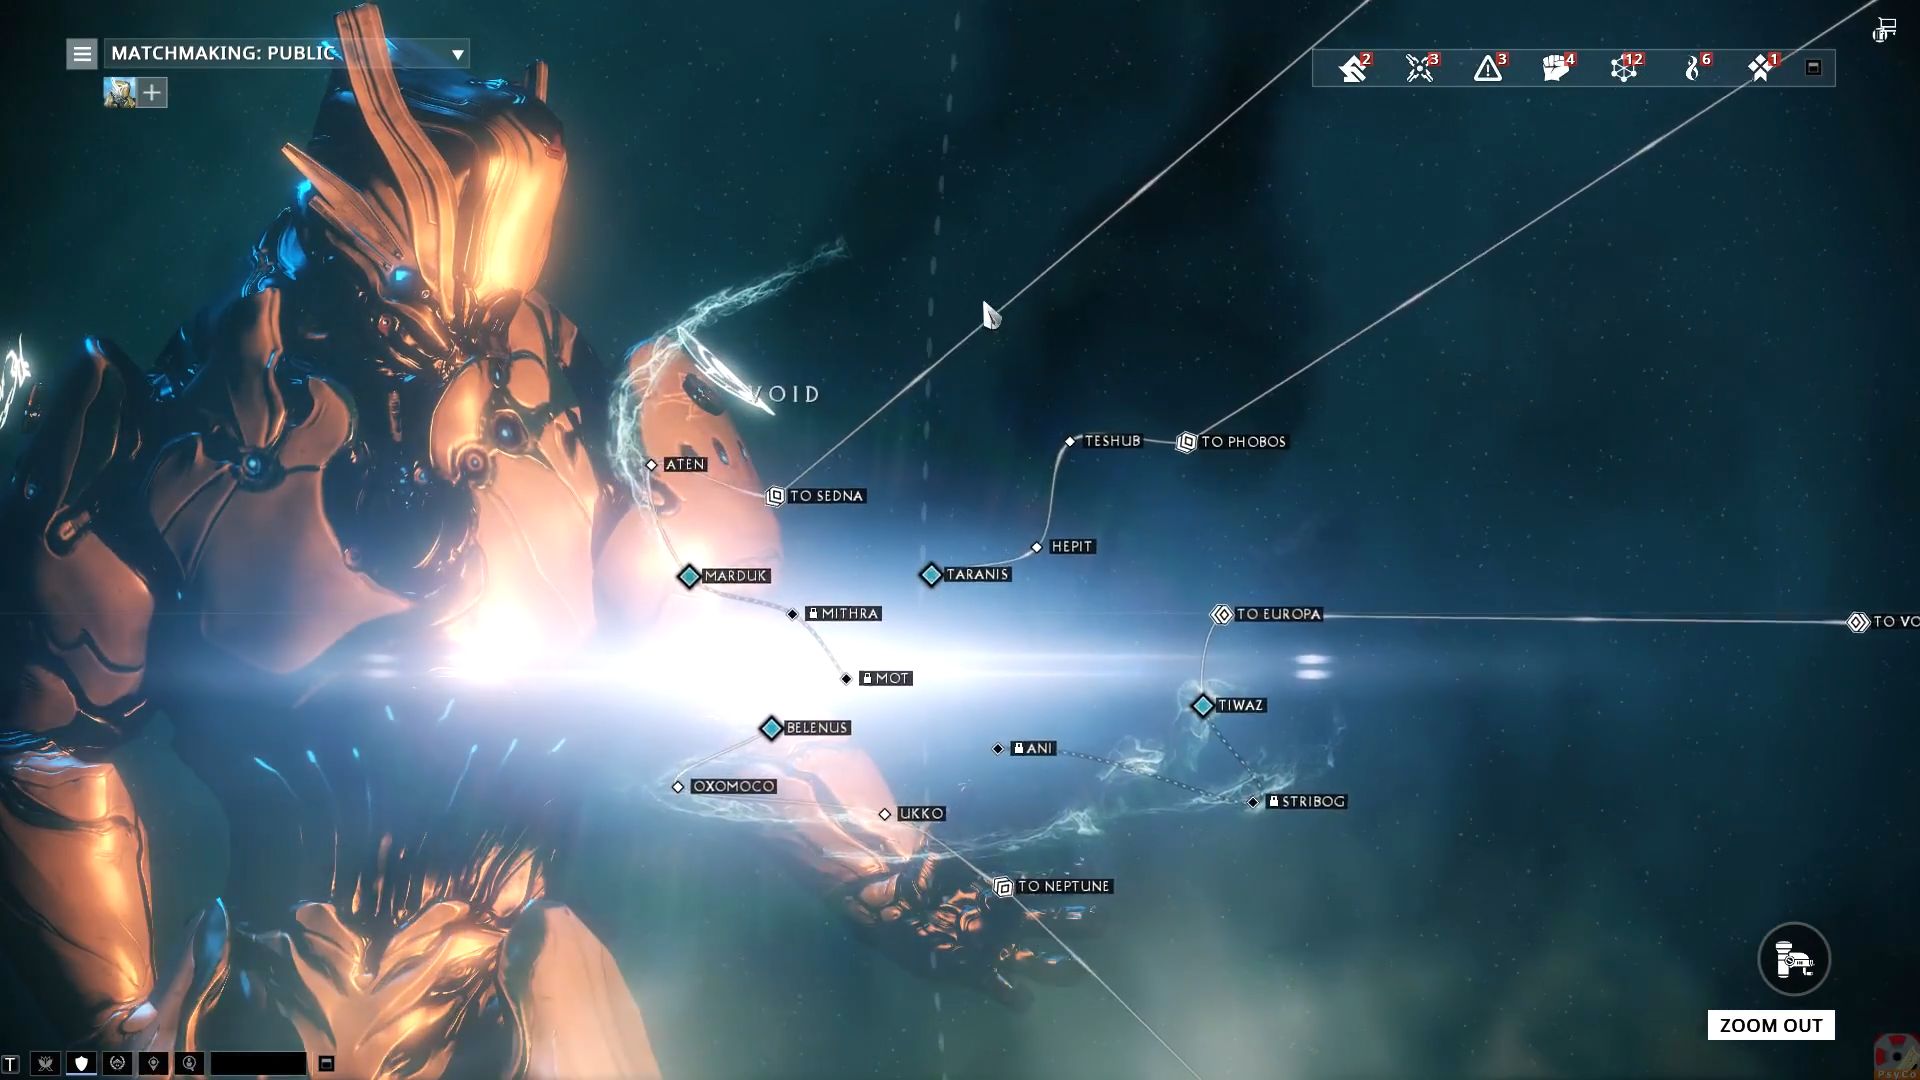 MATCHMAKING: PUBLIC
2
3
3
4
12
6
1
VOID
TESHUB
TO PHOBOS
ATEN
TO SEDNA
HEPIT
MARDUK
TARANIS
MITHRA
TO EUROPA
TO VO
MOT
TIWAZ
BELENUS
ANI
OXOMOCO
STRIBOG
UKKO
TO NEPTUNE
ZOOM OUT
T
PsyCo